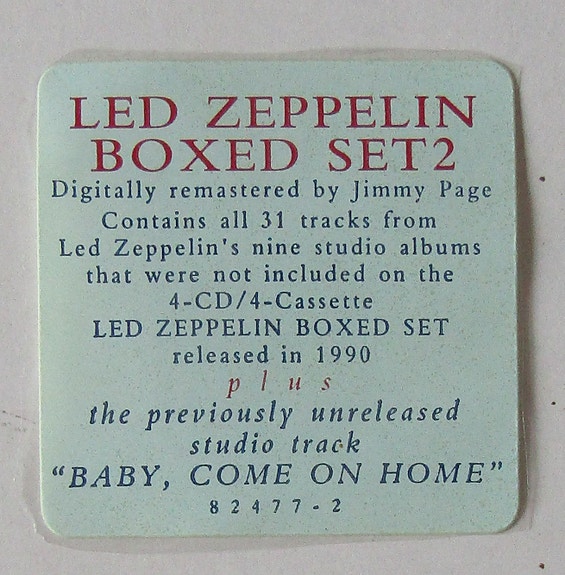 LED ZEPPELIN
BOXED SET2
Digitally remastered by Jimmy Page
Contains all 31 tracks from
Led Zeppelin's nine studio albums
that were not included on the
4-CD/4-Cassette
LED ZEPPELIN BOXED SET
released in 1990
plus
the previously unreleased
studio track
“BABY, COME ON HOME”
82477-2